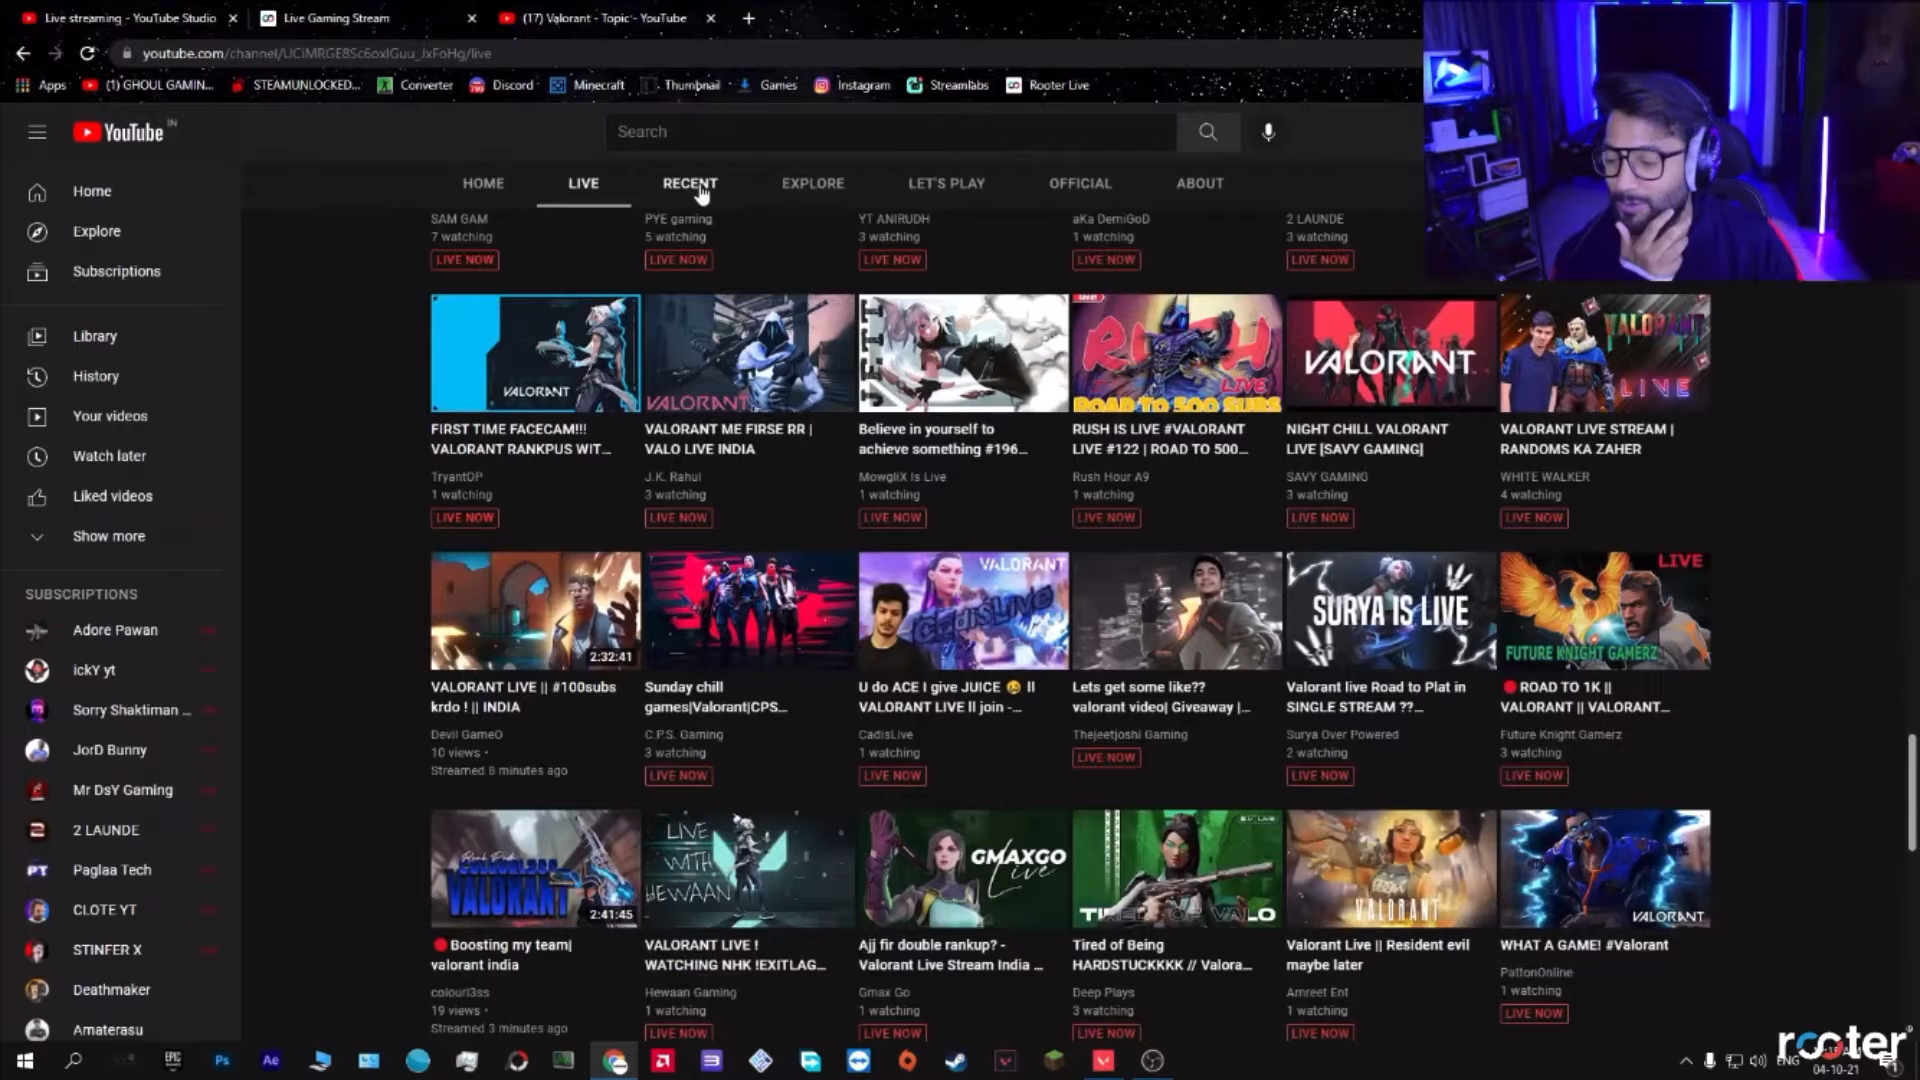 Live streaming - YouTube Studio
Live Gaming Stream
(17) Valorant - Topic - YouTube
youtube.com/channel/UCiMRGE8Sc6oxIGuu_JxFoHg/live
Apps
(1) GHOUL GAMIN...
STEAMUNLOCKED...
Converter
Discord
Minecraft
Thumbnail
Games
Instagram
Streamlabs
Rooter Live
YouTube IN
Search
HOME
LIVE
RECENT
EXPLORE
LET'S PLAY
OFFICIAL
ABOUT
Home
Explore
Subscriptions
Library
History
Your videos
Watch later
Liked videos
Show more
SUBSCRIPTIONS
Adore Pawan
ickY yt
Sorry Shaktiman ...
JorD Bunny
Mr DsY Gaming
2 LAUNDE
Paglaa Tech
CLOTE YT
STINFER X
Deathmaker
Amaterasu
SAM GAM
7 watching
LIVE NOW
PYE gaming
5 watching
LIVE NOW
YT ANIRUDH
3 watching
LIVE NOW
aKa DemiGoD
1 watching
LIVE NOW
2 LAUNDE
3 watching
LIVE NOW
VALORANT
FIRST TIME FACECAM!!!
VALORANT RANKPUS WIT...
TryantOP
1 watching
LIVE NOW
VALORANT
VALORANT ME FIRSE RR |
VALO LIVE INDIA
J.K. Rahul
3 watching
LIVE NOW
JETT
Believe in yourself to
achieve something #196...
MowgliX Is Live
1 watching
LIVE NOW
RUSH
LIVE
ROAD TO 500 SUBS
RUSH IS LIVE #VALORANT
LIVE #122 | ROAD TO 500...
Rush Hour A9
1 watching
LIVE NOW
VALORANT
NIGHT CHILL VALORANT
LIVE [SAVY GAMING]
SAVY GAMING
3 watching
LIVE NOW
VALORANT
LIVE
VALORANT LIVE STREAM |
RANDOMS KA ZAHER
WHITE WALKER
4 watching
LIVE NOW
2:32:41
VALORANT LIVE || #100subs
krdo ! || INDIA
Devil GameO
10 views •
Streamed 8 minutes ago
Sunday chill
games|Valorant|CPS...
C.P.S. Gaming
3 watching
LIVE NOW
VALORANT
CadisLive
U do ACE I give JUICE 😢 ll
VALORANT LIVE ll join -...
CadisLive
1 watching
LIVE NOW
Lets get some like??
valorant video| Giveaway |...
Thejeetjoshi Gaming
LIVE NOW
SURYA IS LIVE
Valorant live Road to Plat in
SINGLE STREAM ??...
Surya Over Powered
2 watching
LIVE NOW
LIVE
FUTURE KNIGHT GAMERZ
🔴 ROAD TO 1K ||
VALORANT || VALORANT...
Future Knight Gamerz
3 watching
LIVE NOW
COLOURL3SS
VALORANT
2:41:45
🔴Boosting my team|
valorant india
colourl3ss
19 views •
Streamed 3 minutes ago
LIVE
WITH
HEWAAN
VALORANT LIVE !
WATCHING NHK !EXITLAG...
Hewaan Gaming
1 watching
LIVE NOW
GMAXGO
Live
Ajj fir double rankup? -
Valorant Live Stream India ...
Gmax Go
1 watching
LIVE NOW
TIRED OF VALO
Tired of Being
HARDSTUCKKKK // Valora...
Deep Plays
3 watching
LIVE NOW
VALORANT
Valorant Live || Resident evil
maybe later
Amreet Ent
1 watching
LIVE NOW
VALORANT
WHAT A GAME! #Valorant
PattonOnline
1 watching
LIVE NOW
rooter
EPIC
Ps
Ae
ENG
04-10-21